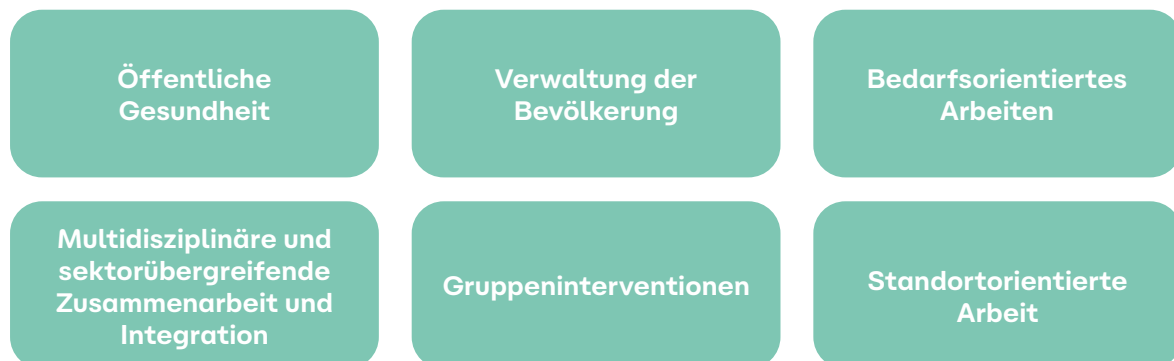 Öffentliche
Gesundheit
Verwaltung der
Bevölkerung
Bedarfsorientiertes
Arbeiten
Multidisziplinäre und
sektorübergreifende
Zusammenarbeit und
Integration
Gruppeninterventionen
Standortorientierte
Arbeit